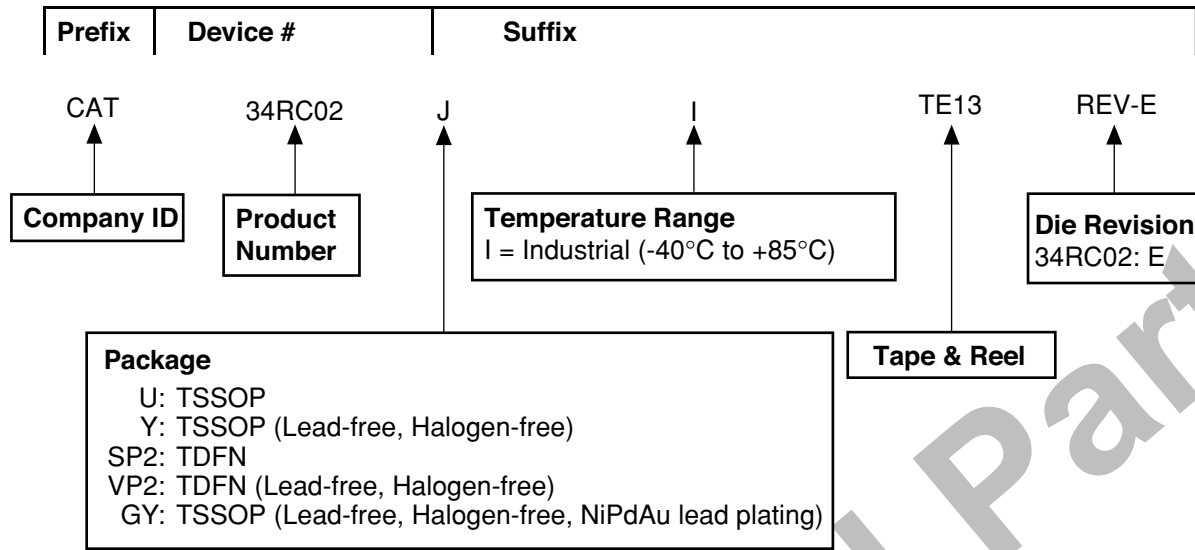 Prefix Device # Suffix
CAT 34RC02 J I TE13 REV-E
Company ID
Product
Number
Temperature Range
I = Industrial (-40°C to +85°C)
Die Revision
34RC02: E
Tape & Reel
Package
U: TSSOP
Y: TSSOP (Lead-free, Halogen-free)
SP2: TDFN
VP2: TDFN (Lead-free, Halogen-free)
GY: TSSOP (Lead-free, Halogen-free, NiPdAu lead plating)
Part